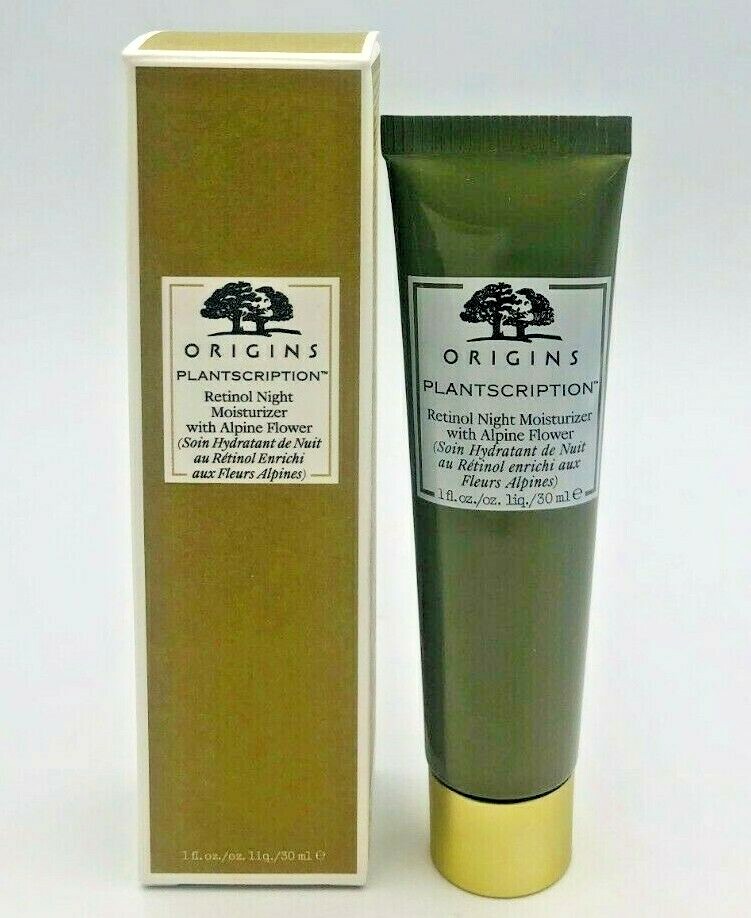 ORIGINS
PLANTSCRIPTION™
Retinol Night
Moisturizer
with Alpine Flower
(Soin Hydratant de Nuit
au Rétinol Enrichi
aux Fleurs Alpines)
1 fl.oz./oz. liq./30 ml ℮
ORIGINS
PLANTSCRIPTION™
Retinol Night Moisturizer
with Alpine Flower
(Soin Hydratant de Nuit
au Rétinol enrichi aux
Fleurs Alpines)
1 fl. oz./oz. liq./30 ml ℮